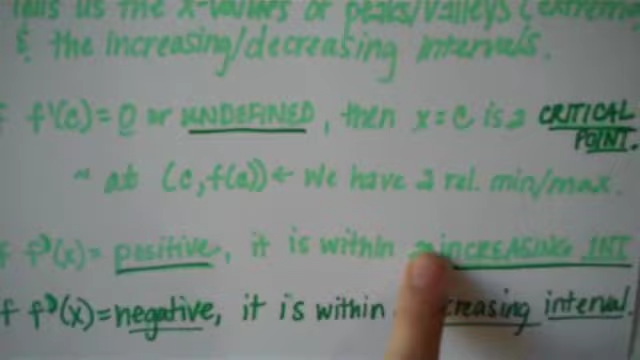 us the x-values of peaks/valleys (extrema
& the increasing/decreasing intervals.
f f'(c)=0 or UNDEFINED, then x=c is a CRITICAL
POINT.
~ at (c, f(c)) ← We have a rel. min/max.
f f'(x)= positive, it is within INCREASING INT
f f'(x)=negative, it is within creasing interval.